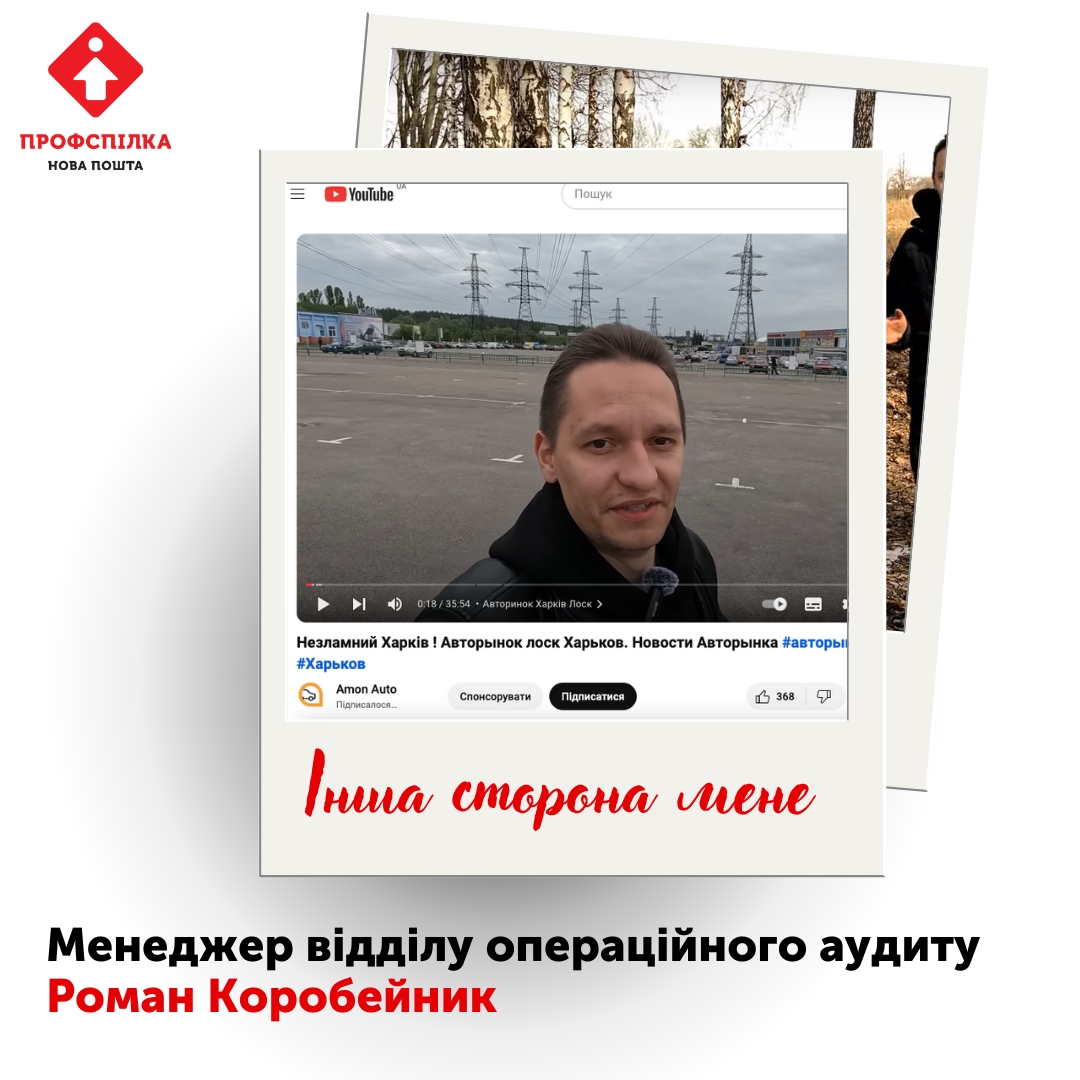 ПРОФСПІЛКА
НОВА ПОШТА
YouTube UA
Пошук
0:18 / 35:54 • Авторинок Харків Лоск
Незламний Харків ! Авторынок лоск Харьков. Новости Авторынка #авторы
#Харьков
Amon Auto
Підписалося...
Спонсорувати
Підписатися
368
Інша сторона мене
Менеджер відділу операційного аудиту
Роман Коробейник